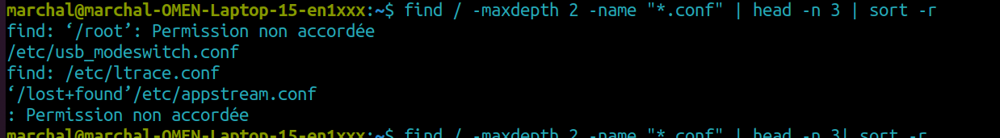 marchal@marchal-OMEN-Laptop-15-en1xxx:~$ find / -maxdepth 2 -name "*.conf" | head -n 3 | sort -r
find: ‘/root’: Permission non accordée
/etc/usb_modeswitch.conf
find: /etc/ltrace.conf
‘/lost+found’/etc/appstream.conf
: Permission non accordée
marchal@marchal-OMEN-Laptop-15-en1xxx:~$ find / -maxdepth 2 -name "*.conf" | head -n 3| sort -r